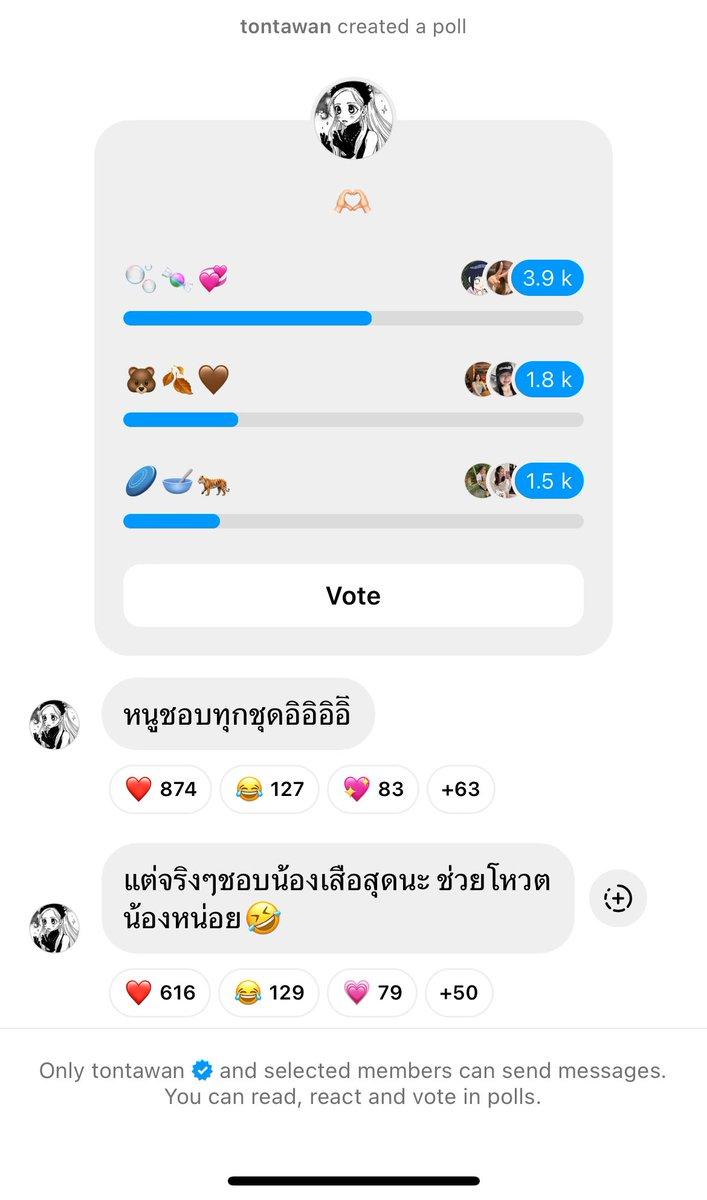 tontawan created a poll
🫶🏻
🫧🍬💞
3.9 k
🐻🍂🤎
1.8 k
🥏🥣🐅
1.5 k
Vote
หนูชอบทุกชุดอิอิอิอิอิ๊
❤️ 874 😂 127 💖 83 +63
แต่จริงๆชอบน้องเสือสุดนะ ช่วยโหวต
น้องหน่อย🤣
❤️ 616 😂 129 💗 79 +50
Only tontawan and selected members can send messages.
You can read, react and vote in polls.